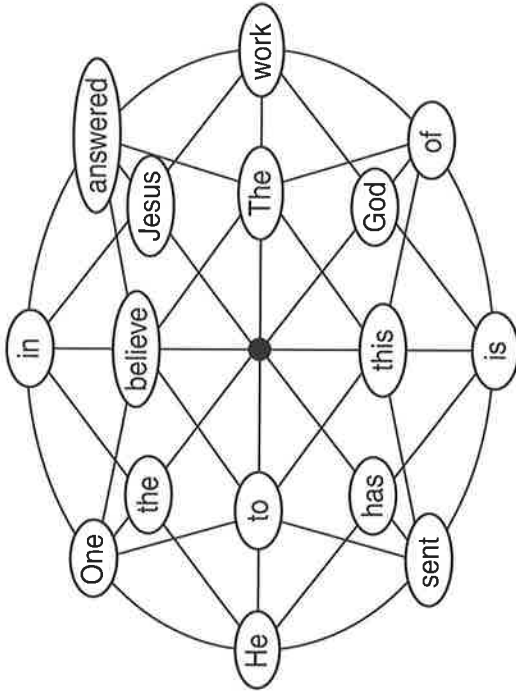 in
One answered
the believe Jesus
He to The work
has this God
sent of
is